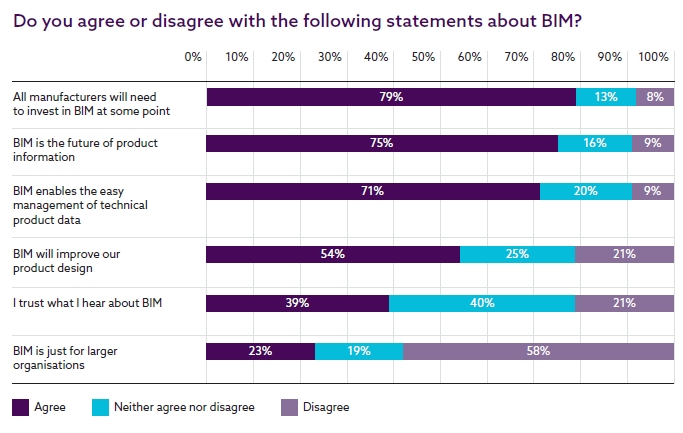 Do you agree or disagree with the following statements about BIM?
0% 10% 20% 30% 40% 50% 60% 70% 80% 90% 100%
All manufacturers will need
to invest in BIM at some point
79% 13% 8%
BIM is the future of product
information
75% 16% 9%
BIM enables the easy
management of technical
product data
71% 20% 9%
BIM will improve our
product design
54% 25% 21%
I trust what I hear about BIM
39% 40% 21%
BIM is just for larger
organisations
23% 19% 58%
Agree Neither agree nor disagree Disagree